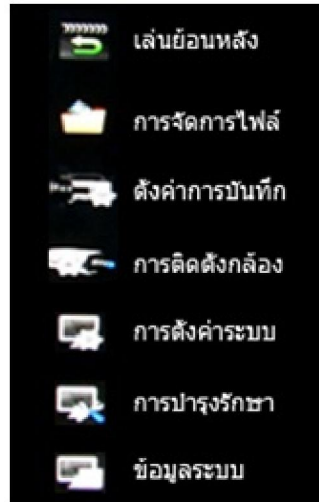 เล่นย้อนหลัง
การจัดการไฟล์
ตั้งค่าการบันทึก
การติดตั้งกล้อง
การตั้งค่าระบบ
การบำรุงรักษา
ข้อมูลระบบ